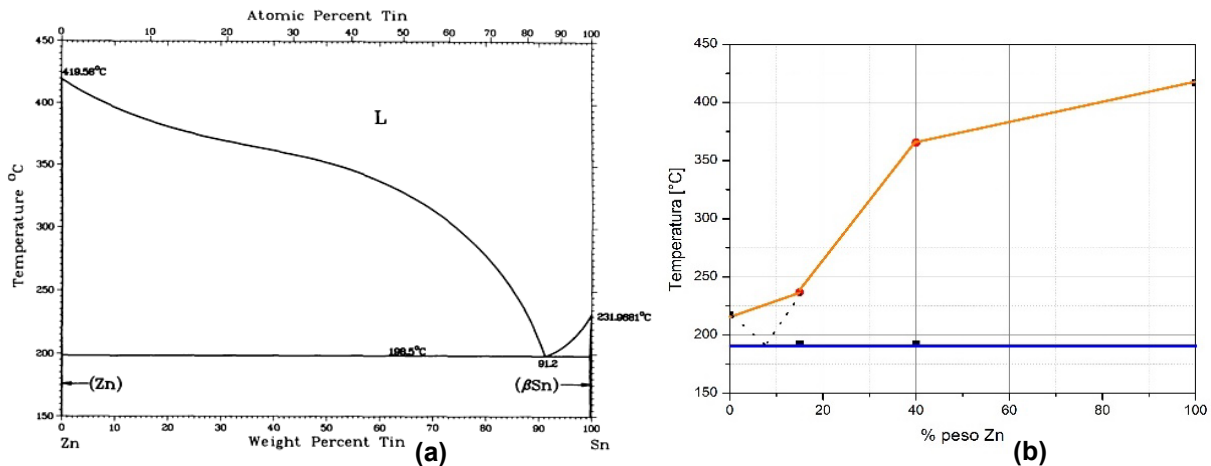 Atomic Percent Tin
0 10 20 30 40 50 60 70 80 90 100
450
400
350
300
250
200
150
Temperature °C
419.58°C
L
231.9681°C
198.5°C
91.2
(Zn)
(βSn)
0 10 20 30 40 50 60 70 80 90 100
Zn
Weight Percent Tin
Sn
(a)
450
400
350
300
250
200
150
Temperatura [°C]
0 20 40 60 80 100
% peso Zn
(b)